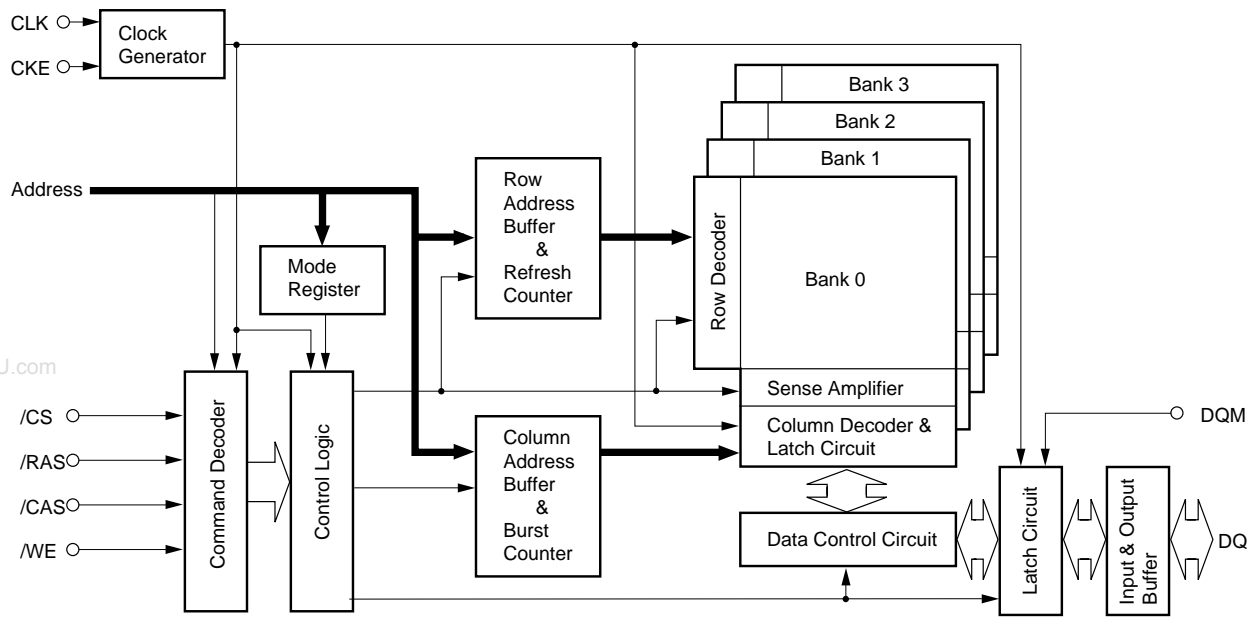 CLK
CKE
Clock
Generator
Bank 3
Bank 2
Bank 1
Bank 0
Address
Mode
Register
Row
Address
Buffer
&
Refresh
Counter
Row Decoder
Sense Amplifier
Column Decoder &
Latch Circuit
J.com
/CS
/RAS
/CAS
/WE
Command Decoder
Control Logic
Column
Address
Buffer
&
Burst
Counter
Data Control Circuit
Latch Circuit
Input & Output
Buffer
DQM
DQ